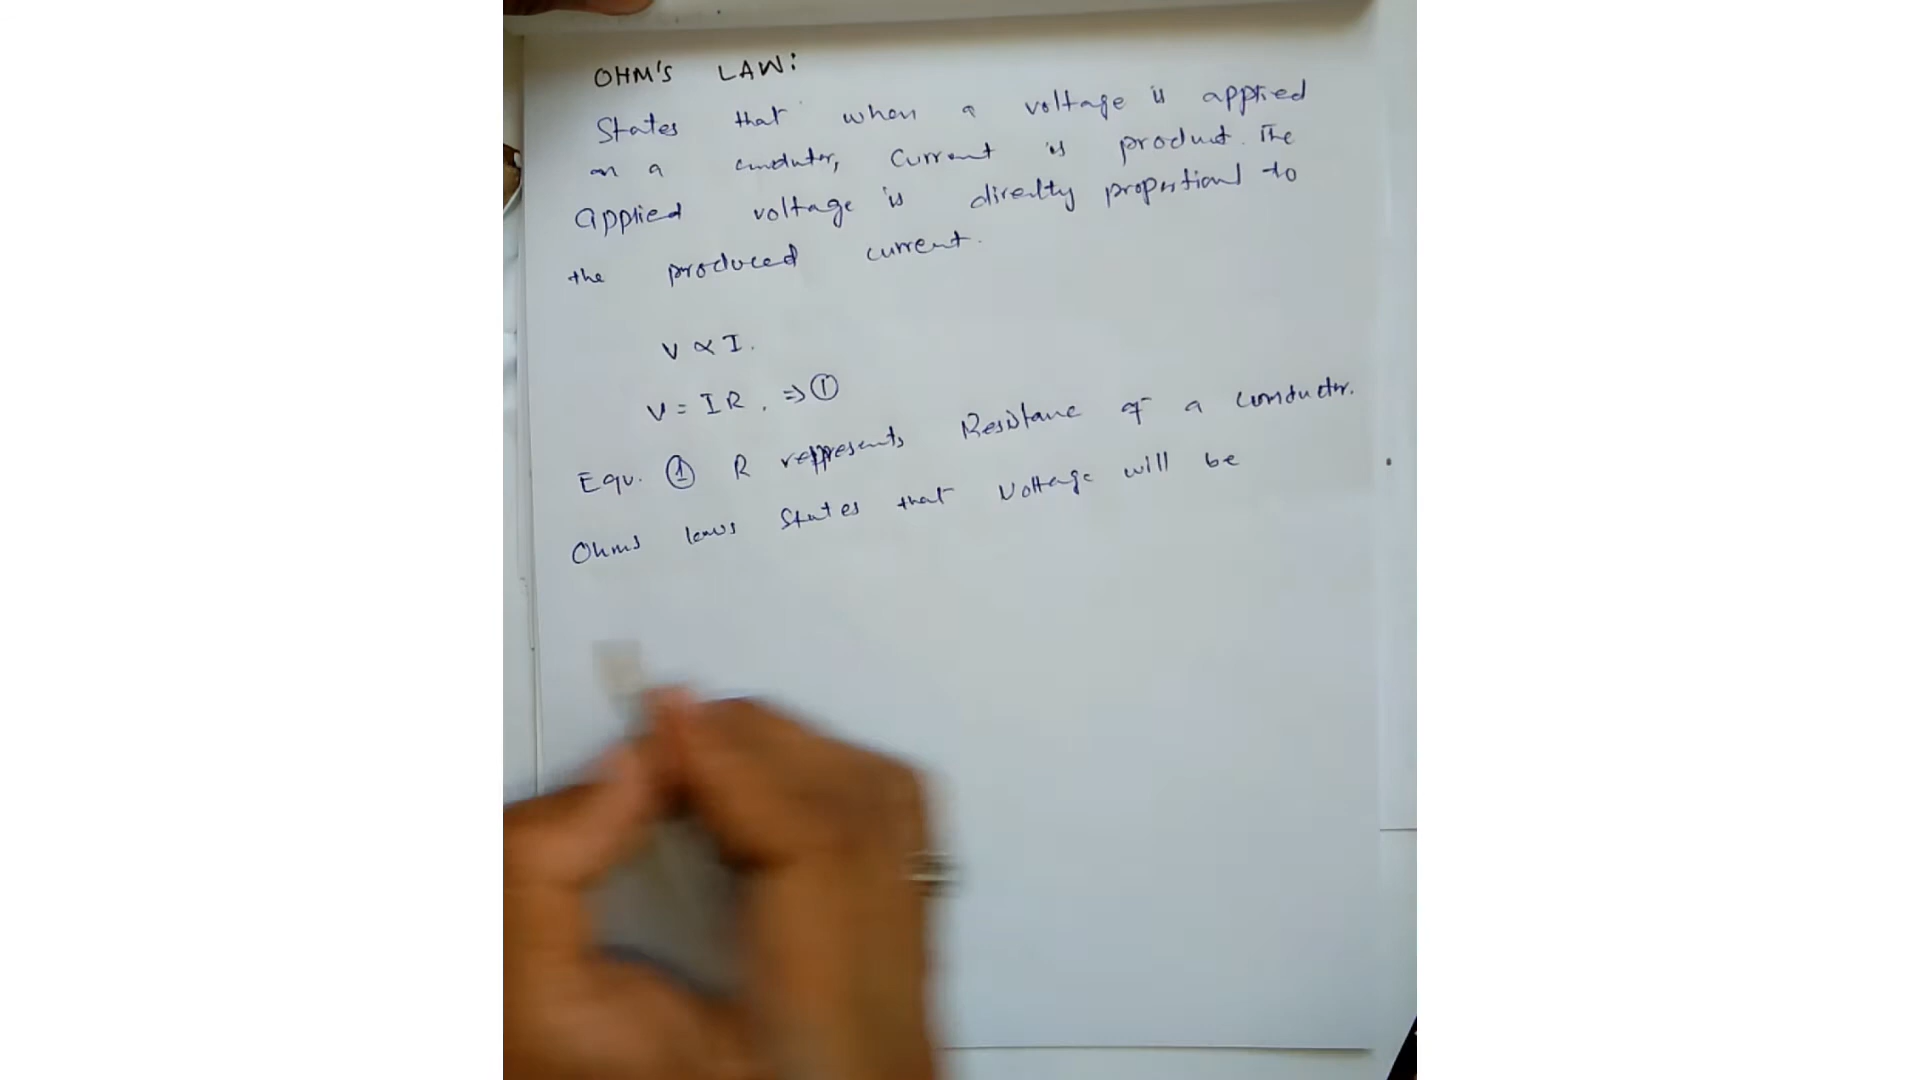 OHM'S LAW:
States that when a voltage is applied
on a conductor, Current is product. The
applied voltage is directly proportional to
the produced current.
V ∝ I.
V = IR. ⇒ ①
Equ. ① R reppresents Resistance of a conductor.
Ohms laws States that Voltage will be